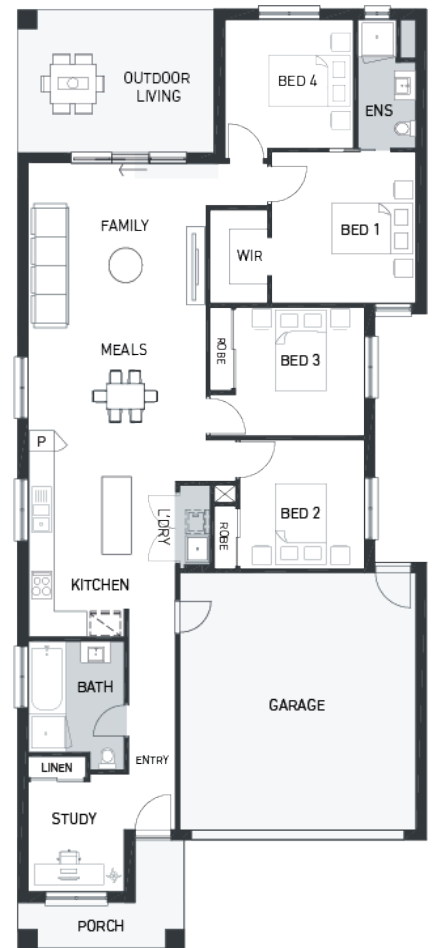 OUTDOOR
LIVING
BED 4
ENS
FAMILY
BED 1
WIR
MEALS
ROBE
BED 3
P
L'DRY
ROBE
BED 2
KITCHEN
BATH
GARAGE
ENTRY
LINEN
STUDY
PORCH